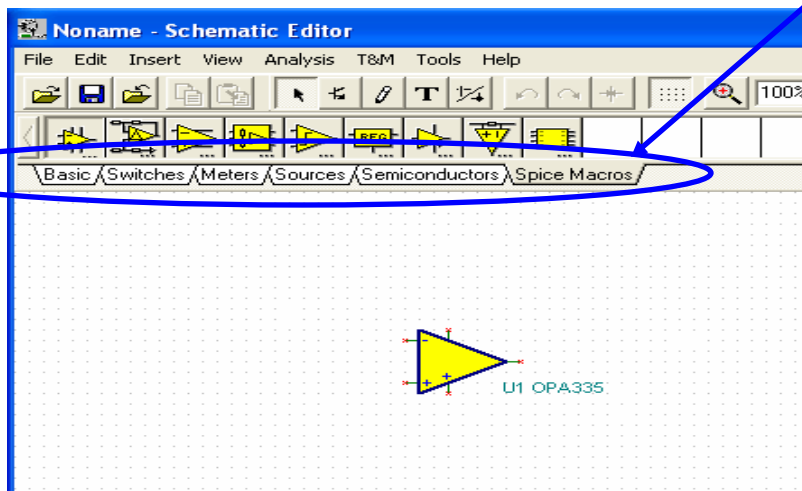 Noname - Schematic Editor
File Edit Insert View Analysis T&M Tools Help
T 100%
REG
Basic Switches Meters Sources Semiconductors Spice Macros
U1 OPA335